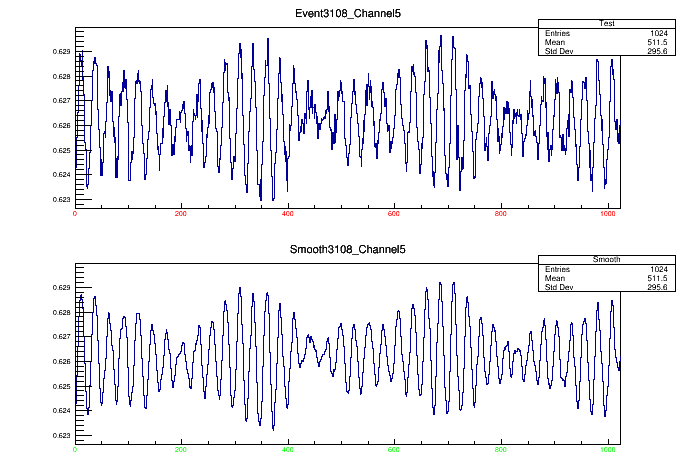 Event3108_Channel5
Test
Entries 1024
Mean 511.5
Std Dev 295.6
0.629
0.628
0.627
0.626
0.625
0.624
0.623
0 200 400 600 800 1000
Smooth3108_Channel5
Smooth
Entries 1024
Mean 511.5
Std Dev 295.6
0.629
0.628
0.627
0.626
0.625
0.624
0.623
0 200 400 600 800 1000